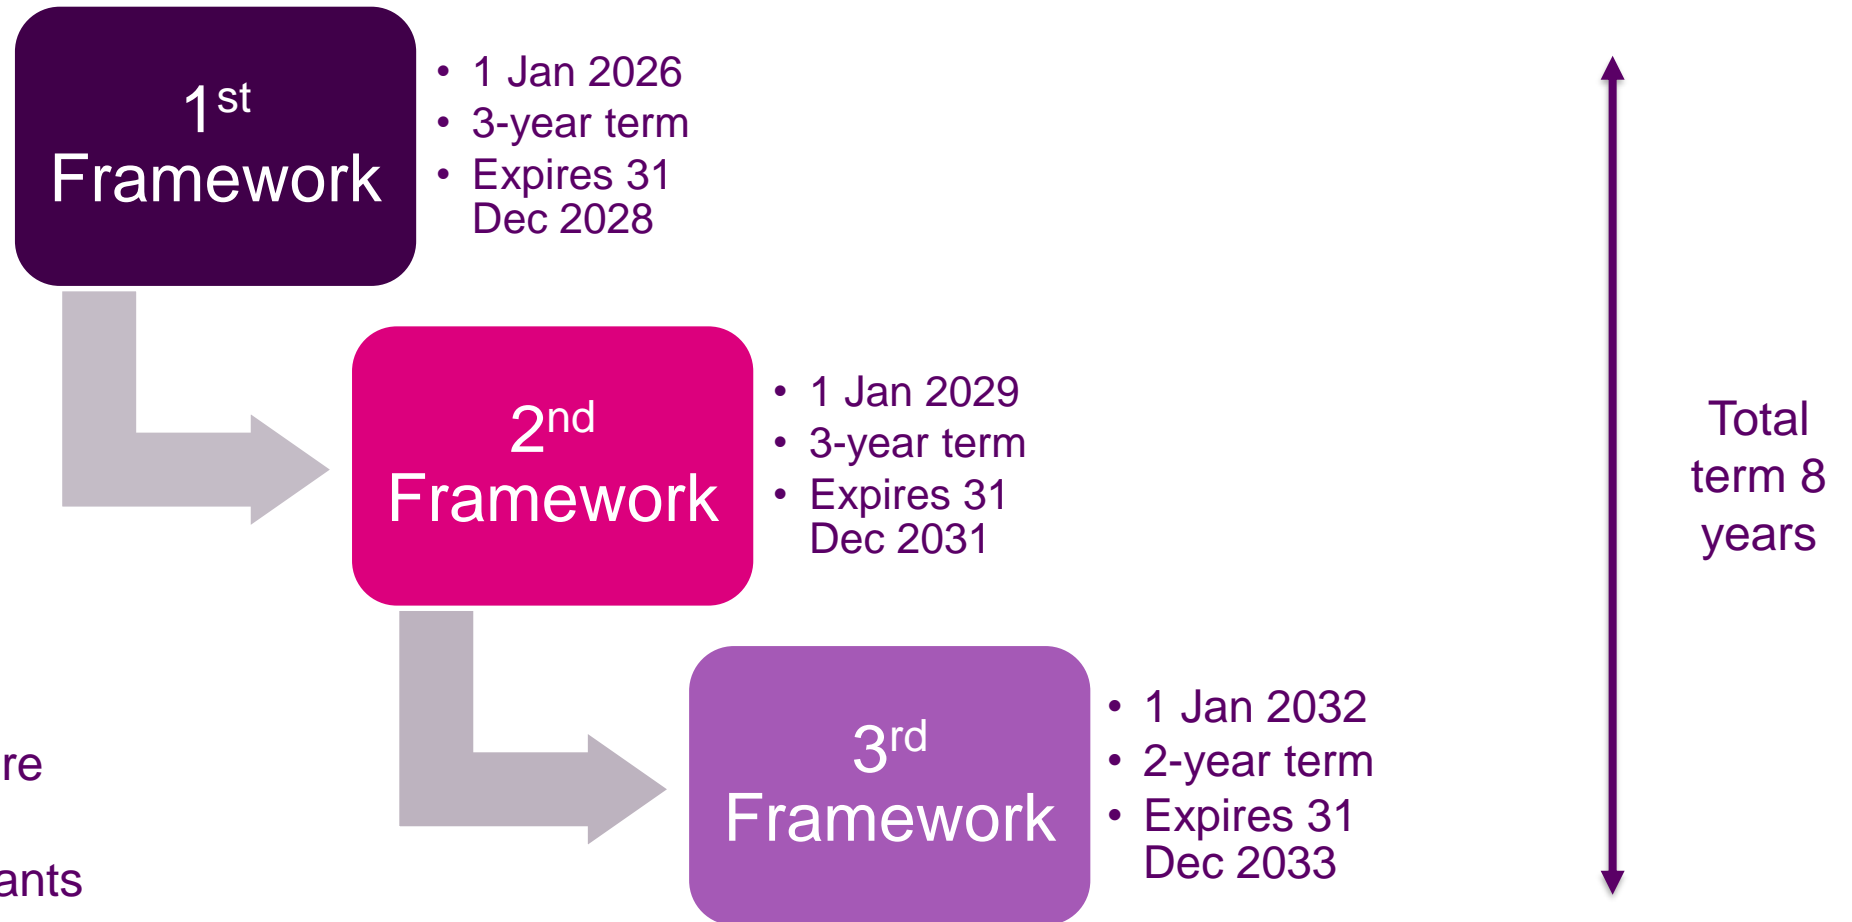 1st
Framework
• 1 Jan 2026
• 3-year term
• Expires 31
Dec 2028
2nd
Framework
• 1 Jan 2029
• 3-year term
• Expires 31
Dec 2031
3rd
Framework
• 1 Jan 2032
• 2-year term
• Expires 31
Dec 2033
Total
term 8
years
re
ants